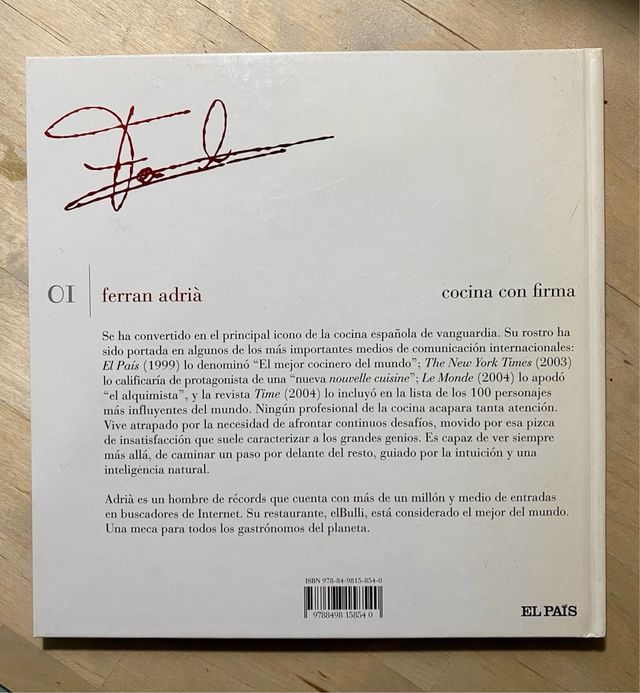 Ferran
01 | ferran adrià
cocina con firma
Se ha convertido en el principal icono de la cocina española de vanguardia. Su rostro ha
sido portada en algunos de los más importantes medios de comunicación internacionales:
El País (1999) lo denominó “El mejor cocinero del mundo”; The New York Times (2003)
lo calificaría de protagonista de una “nueva nouvelle cuisine”; Le Monde (2004) lo apodó
“el alquimista”, y la revista Time (2004) lo incluyó en la lista de los 100 personajes
más influyentes del mundo. Ningún profesional de la cocina acapara tanta atención.
Vive atrapado por la necesidad de afrontar continuos desafíos, movido por esa pizca
de insatisfacción que suele caracterizar a los grandes genios. Es capaz de ver siempre
más allá, de caminar un paso por delante del resto, guiado por la intuición y una
inteligencia natural.
Adrià es un hombre de récords que cuenta con más de un millón y medio de entradas
en buscadores de Internet. Su restaurante, elBulli, está considerado el mejor del mundo.
Una meca para todos los gastrónomos del planeta.
ISBN 978-84-9815-854-0
9788498 15854 0
EL PAÍS